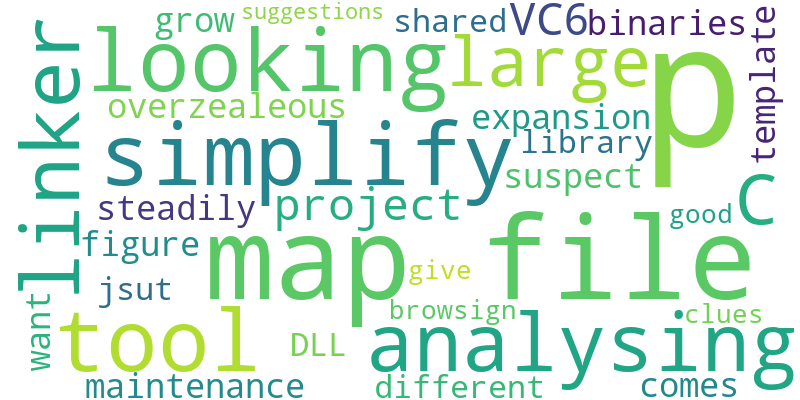 suggestions
grow
shared
VC6
binaries
looking
large
p
template
linker
overzealeous
expansion
simplify
library
suspect
steadily
project
C
good
figure
map file
give
jsut
want
browsign
clues
tool
DLL
analysing
maintenance
different
comes